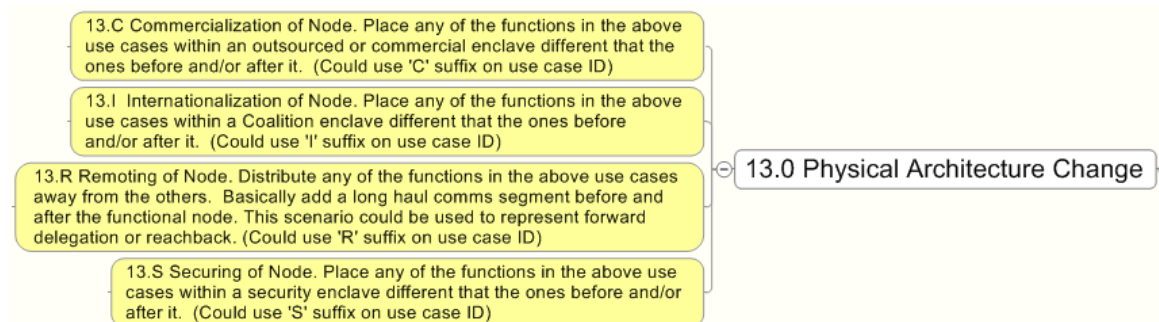 13.C Commercialization of Node. Place any of the functions in the above
use cases within an outsourced or commercial enclave different that the
ones before and/or after it.  (Could use 'C' suffix on use case ID)
13.I  Internationalization of Node. Place any of the functions in the above
use cases within a Coalition enclave different that the ones before
and/or after it.  (Could use 'I' suffix on use case ID)
13.R Remoting of Node. Distribute any of the functions in the above use cases
away from the others.  Basically add a long haul comms segment before and
after the functional node. This scenario could be used to represent forward
delegation or reachback. (Could use 'R' suffix on use case ID)
13.S Securing of Node. Place any of the functions in the above use
cases within a security enclave different that the ones before and/or
after it.  (Could use 'S' suffix on use case ID)
13.0 Physical Architecture Change